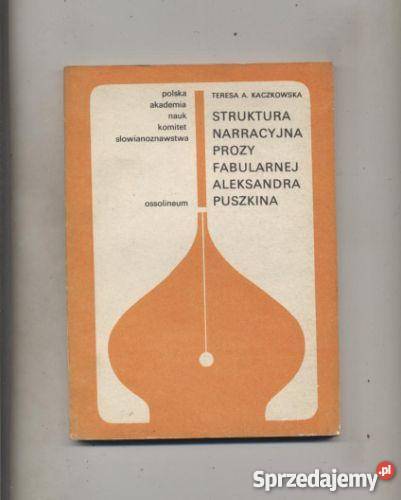 polska
akademia
nauk
komitet
słowianoznawstwa
ossolineum
TERESA A. KACZKOWSKA
STRUKTURA
NARRACYJNA
PROZY
FABULARNEJ
ALEKSANDRA
PUSZKINA
Sprzedajemy.pl